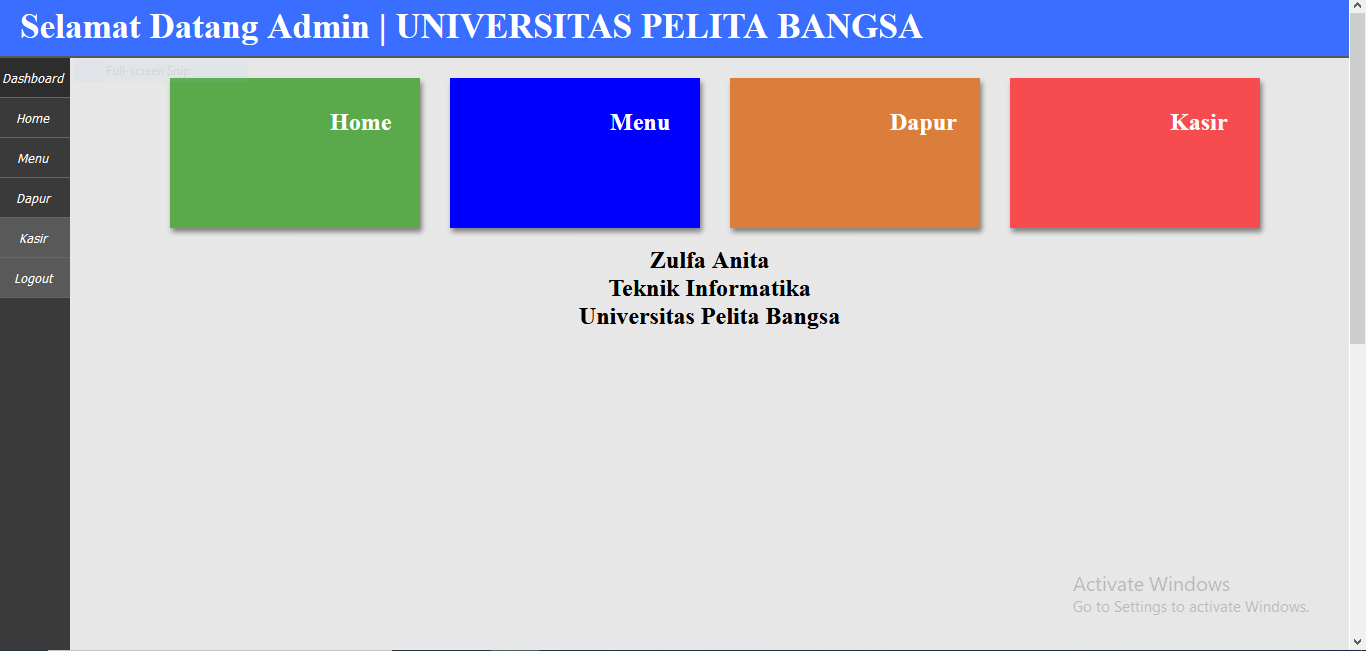 Selamat Datang Admin | UNIVERSITAS PELITA BANGSA
Dashboard
Home
Menu
Dapur
Kasir
Logout
Full-screen Snip
Home
Menu
Dapur
Kasir
Zulfa Anita
Teknik Informatika
Universitas Pelita Bangsa
Activate Windows
Go to Settings to activate Windows.